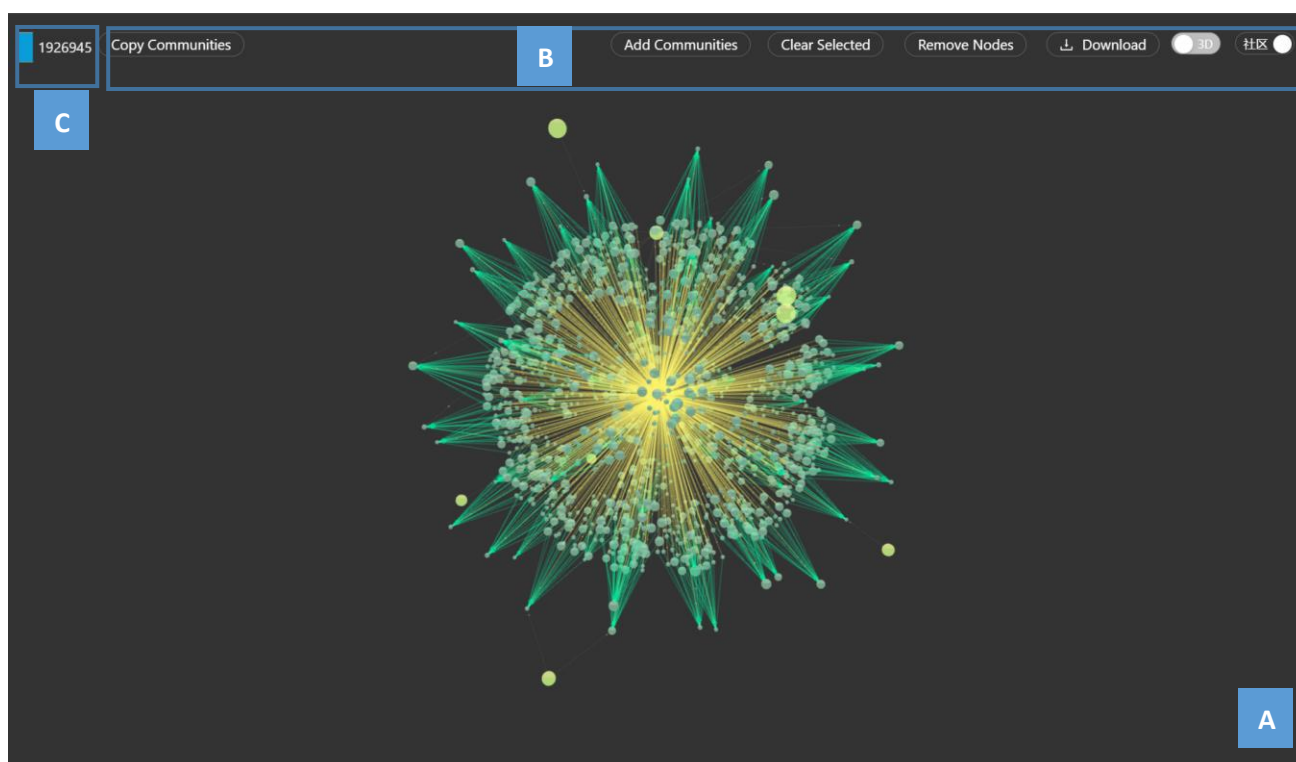 1926945
Copy Communities
B
Add Communities
Clear Selected
Remove Nodes
Download
3D
社区
C
A